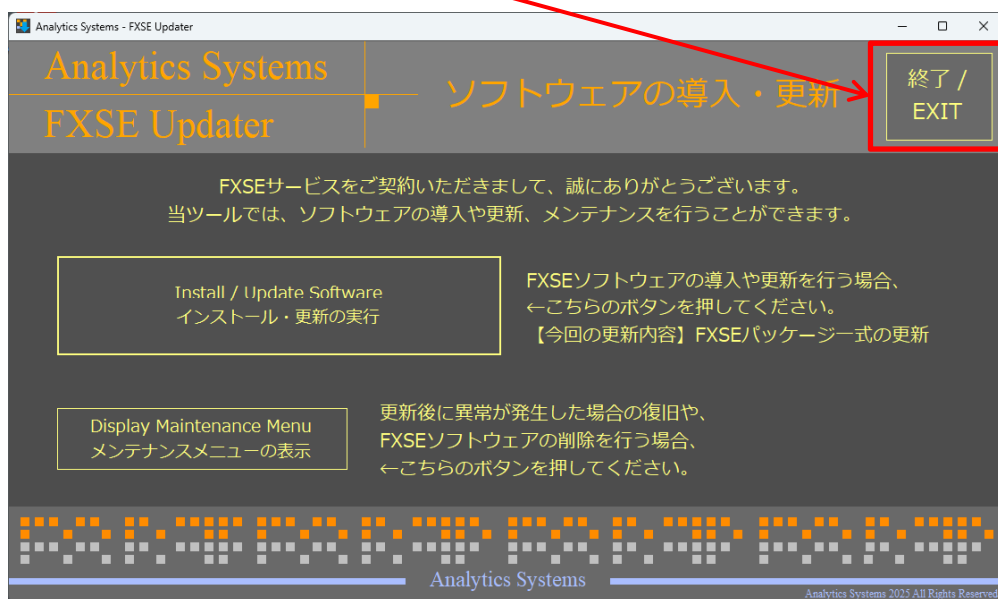 Analytics Systems - FXSE Updater
Analytics Systems
FXSE Updater
ソフトウェアの導入・更新
終了 /
EXIT
FXSEサービスをご契約いただきまして、誠にありがとうございます。
当ツールでは、ソフトウェアの導入や更新、メンテナンスを行うことができます。
Install / Update Software
インストール・更新の実行
FXSEソフトウェアの導入や更新を行う場合、
←こちらのボタンを押してください。
【今回の更新内容】FXSEパッケージ一式の更新
Display Maintenance Menu
メンテナンスメニューの表示
更新後に異常が発生した場合の復旧や、
FXSEソフトウェアの削除を行う場合、
←こちらのボタンを押してください。
Analytics Systems
Analytics Systems 2025 All Rights Reserved